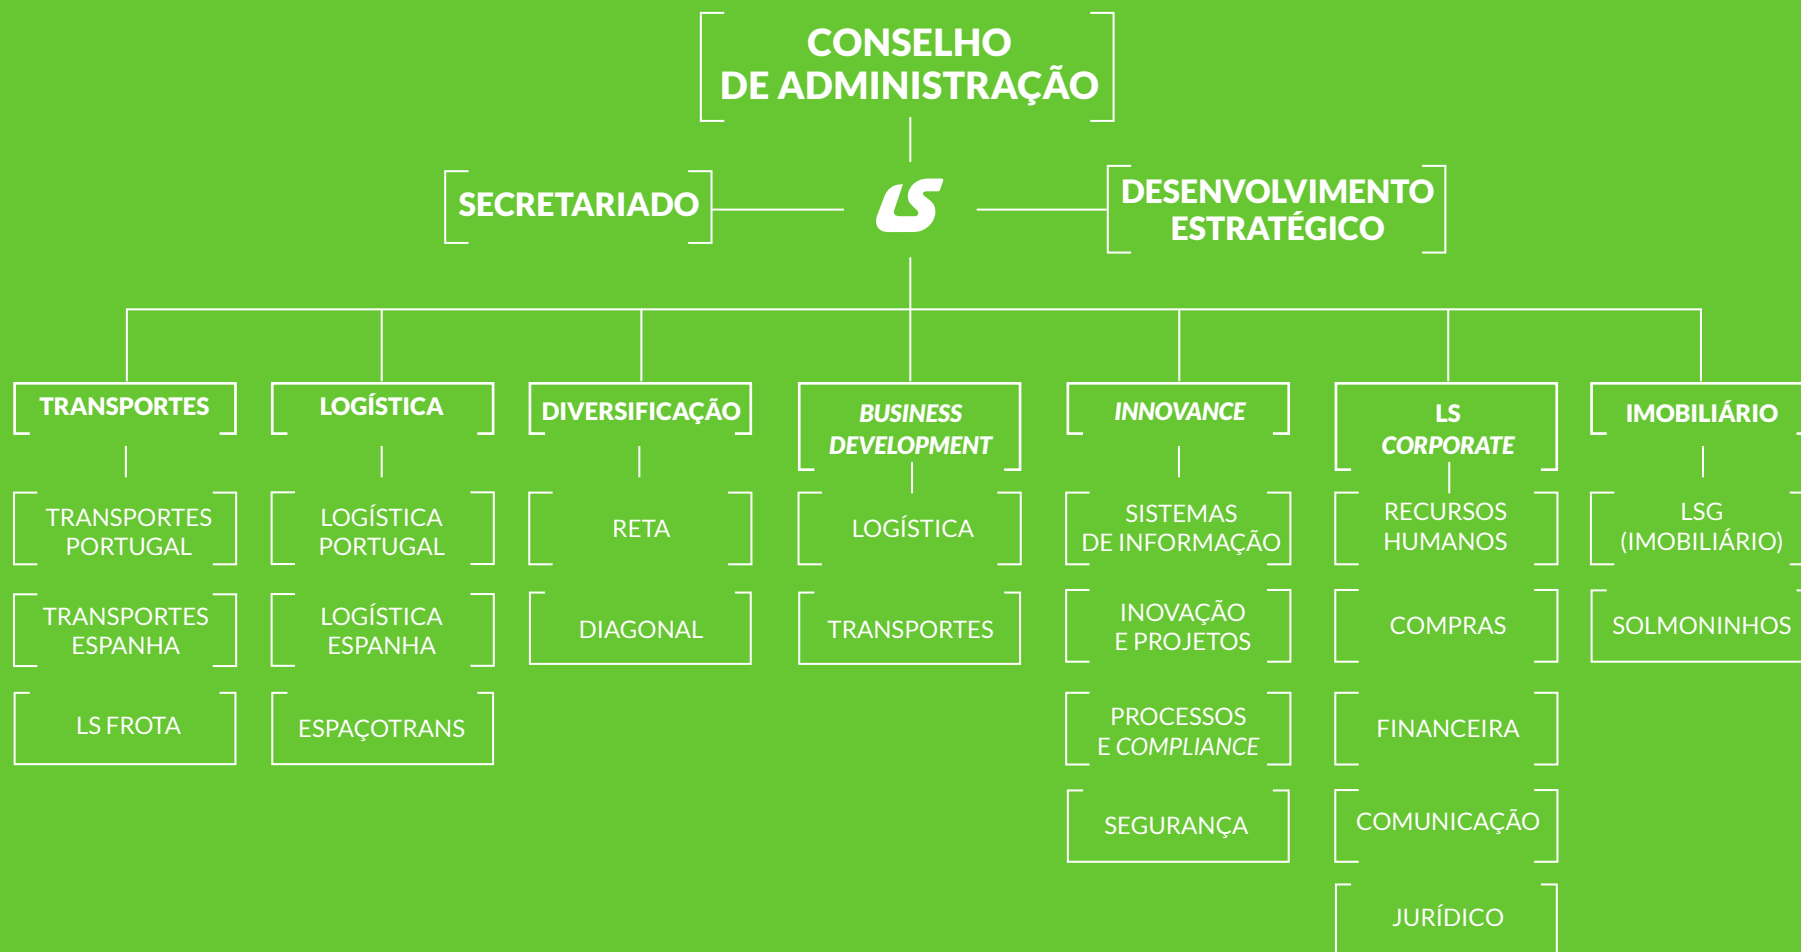 CONSELHO
DE ADMINISTRAÇÃO
SECRETARIADO
LS
DESENVOLVIMENTO
ESTRATÉGICO
TRANSPORTES
LOGÍSTICA
DIVERSIFICAÇÃO
BUSINESS
DEVELOPMENT
INNOVANCE
LS
CORPORATE
IMOBILIÁRIO
TRANSPORTES
PORTUGAL
LOGÍSTICA
PORTUGAL
RETA
LOGÍSTICA
SISTEMAS
DE INFORMAÇÃO
RECURSOS
HUMANOS
LSG
(IMOBILIÁRIO)
TRANSPORTES
ESPANHA
LOGÍSTICA
ESPANHA
DIAGONAL
TRANSPORTES
INOVAÇÃO
E PROJETOS
COMPRAS
SOLMONINHOS
LS FROTA
ESPAÇOTRANS
PROCESSOS
E COMPLIANCE
FINANCEIRA
SEGURANÇA
COMUNICAÇÃO
JURÍDICO